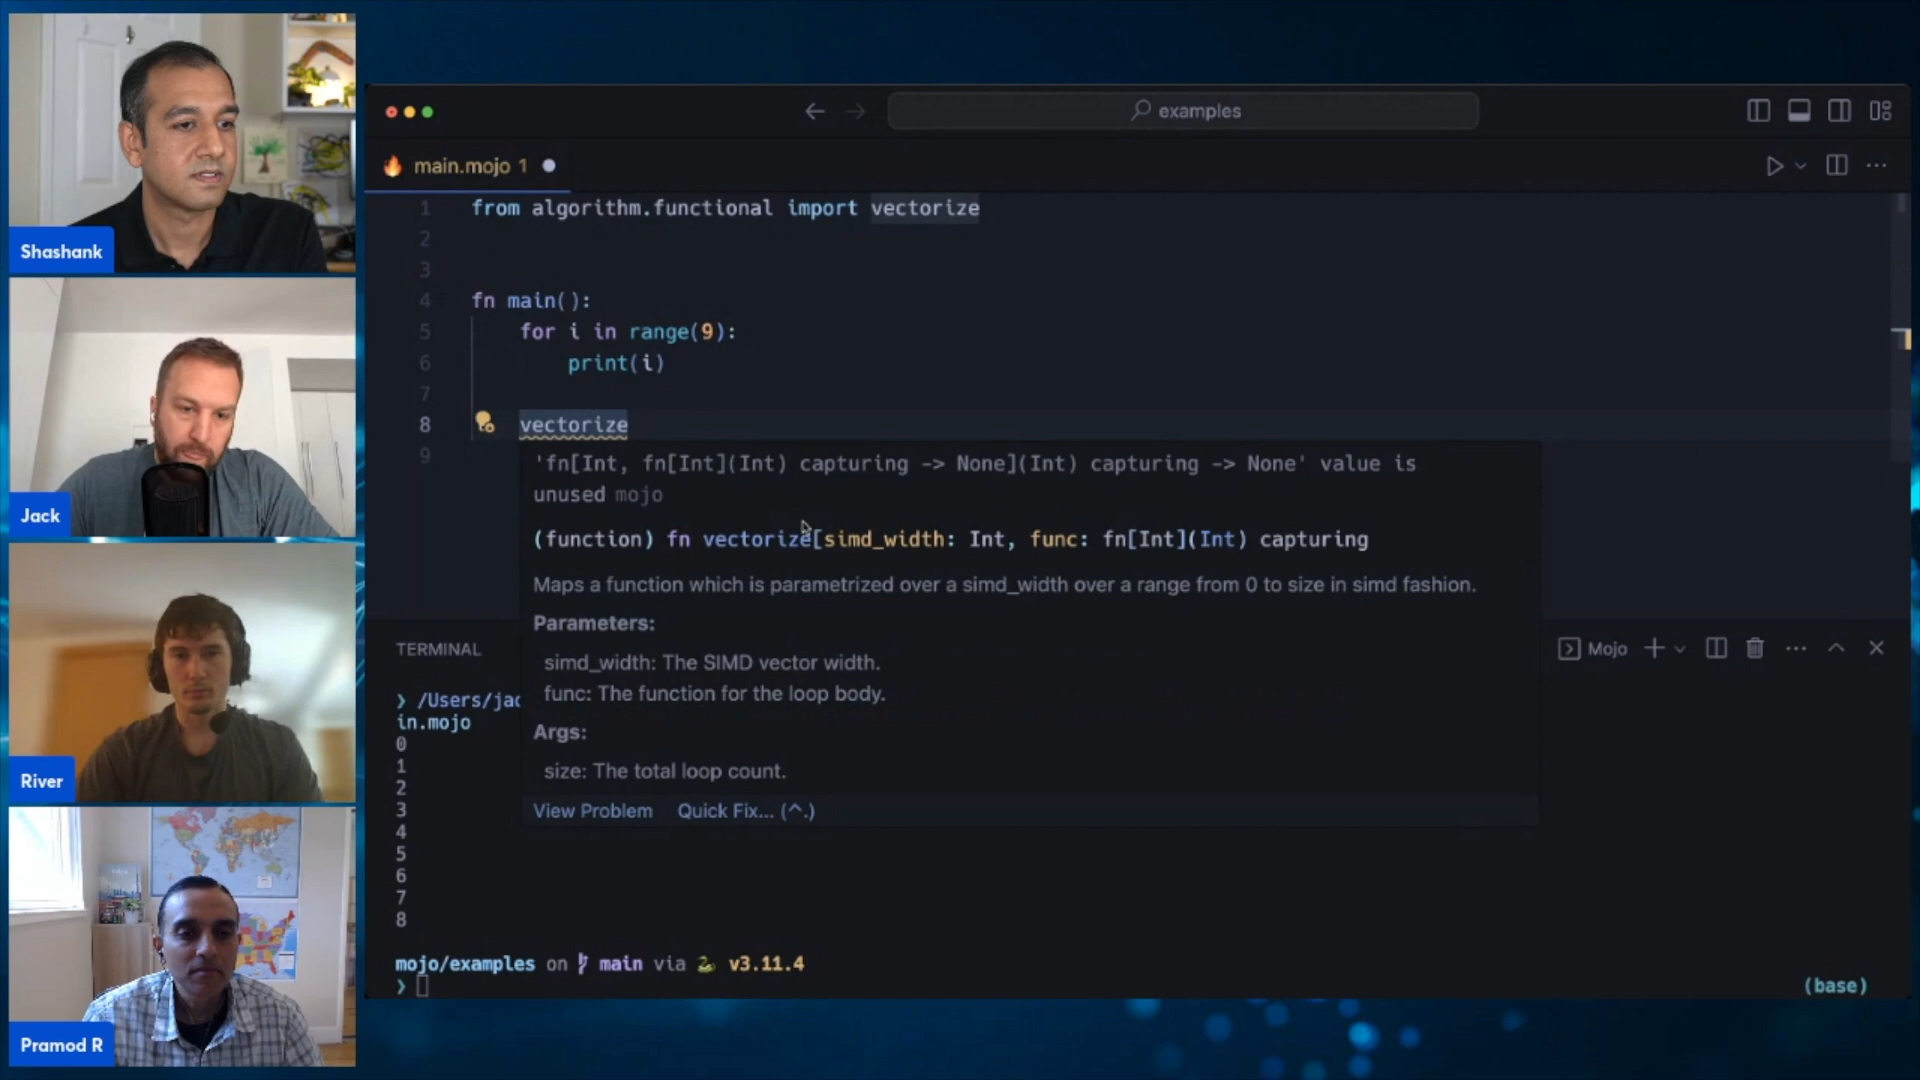 Shashank
Jack
River
Pramod R
examples
main.mojo 1
1 from algorithm.functional import vectorize
2
3
4 fn main():
5 for i in range(9):
6 print(i)
7
8 vectorize
9
'fn[Int, fn[Int](Int) capturing -> None](Int) capturing -> None' value is
unused mojo
(function) fn vectorize[simd_width: Int, func: fn[Int](Int) capturing
Maps a function which is parametrized over a simd_width over a range from 0 to size in simd fashion.
Parameters:
simd_width: The SIMD vector width.
func: The function for the loop body.
Args:
size: The total loop count.
View Problem Quick Fix... (^.)
TERMINAL
Mojo
❯ /Users/jac
in.mojo
0
1
2
3
4
5
6
7
8
mojo/examples on main via v3.11.4
❯
(base)